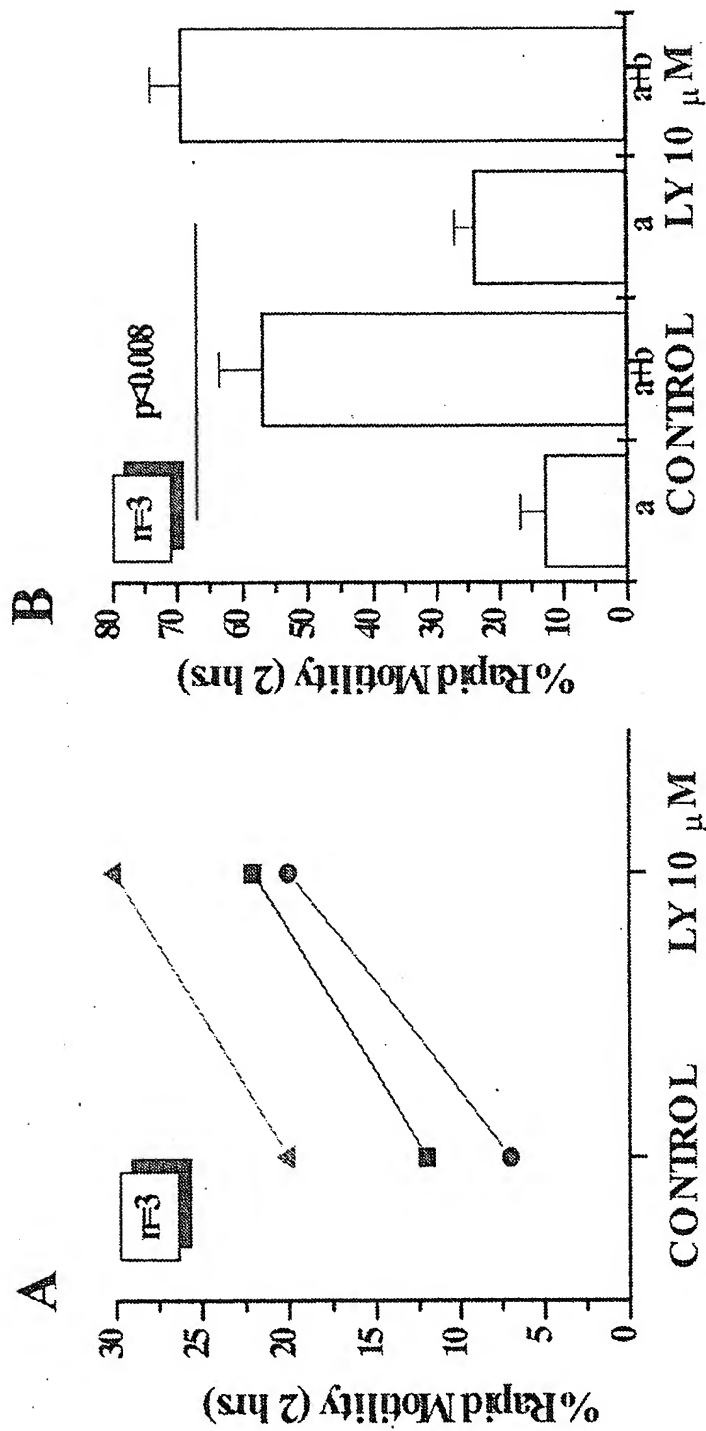 A
n=3
% Rapid Motility (2 hrs)
30
25
20
15
10
5
0
CONTROL LY 10 μM
B
n=3
p<0.008
% Rapid Motility (2 hrs)
80
70
60
50
40
30
20
10
0
a a+b a a+b
CONTROL LY 10 μM